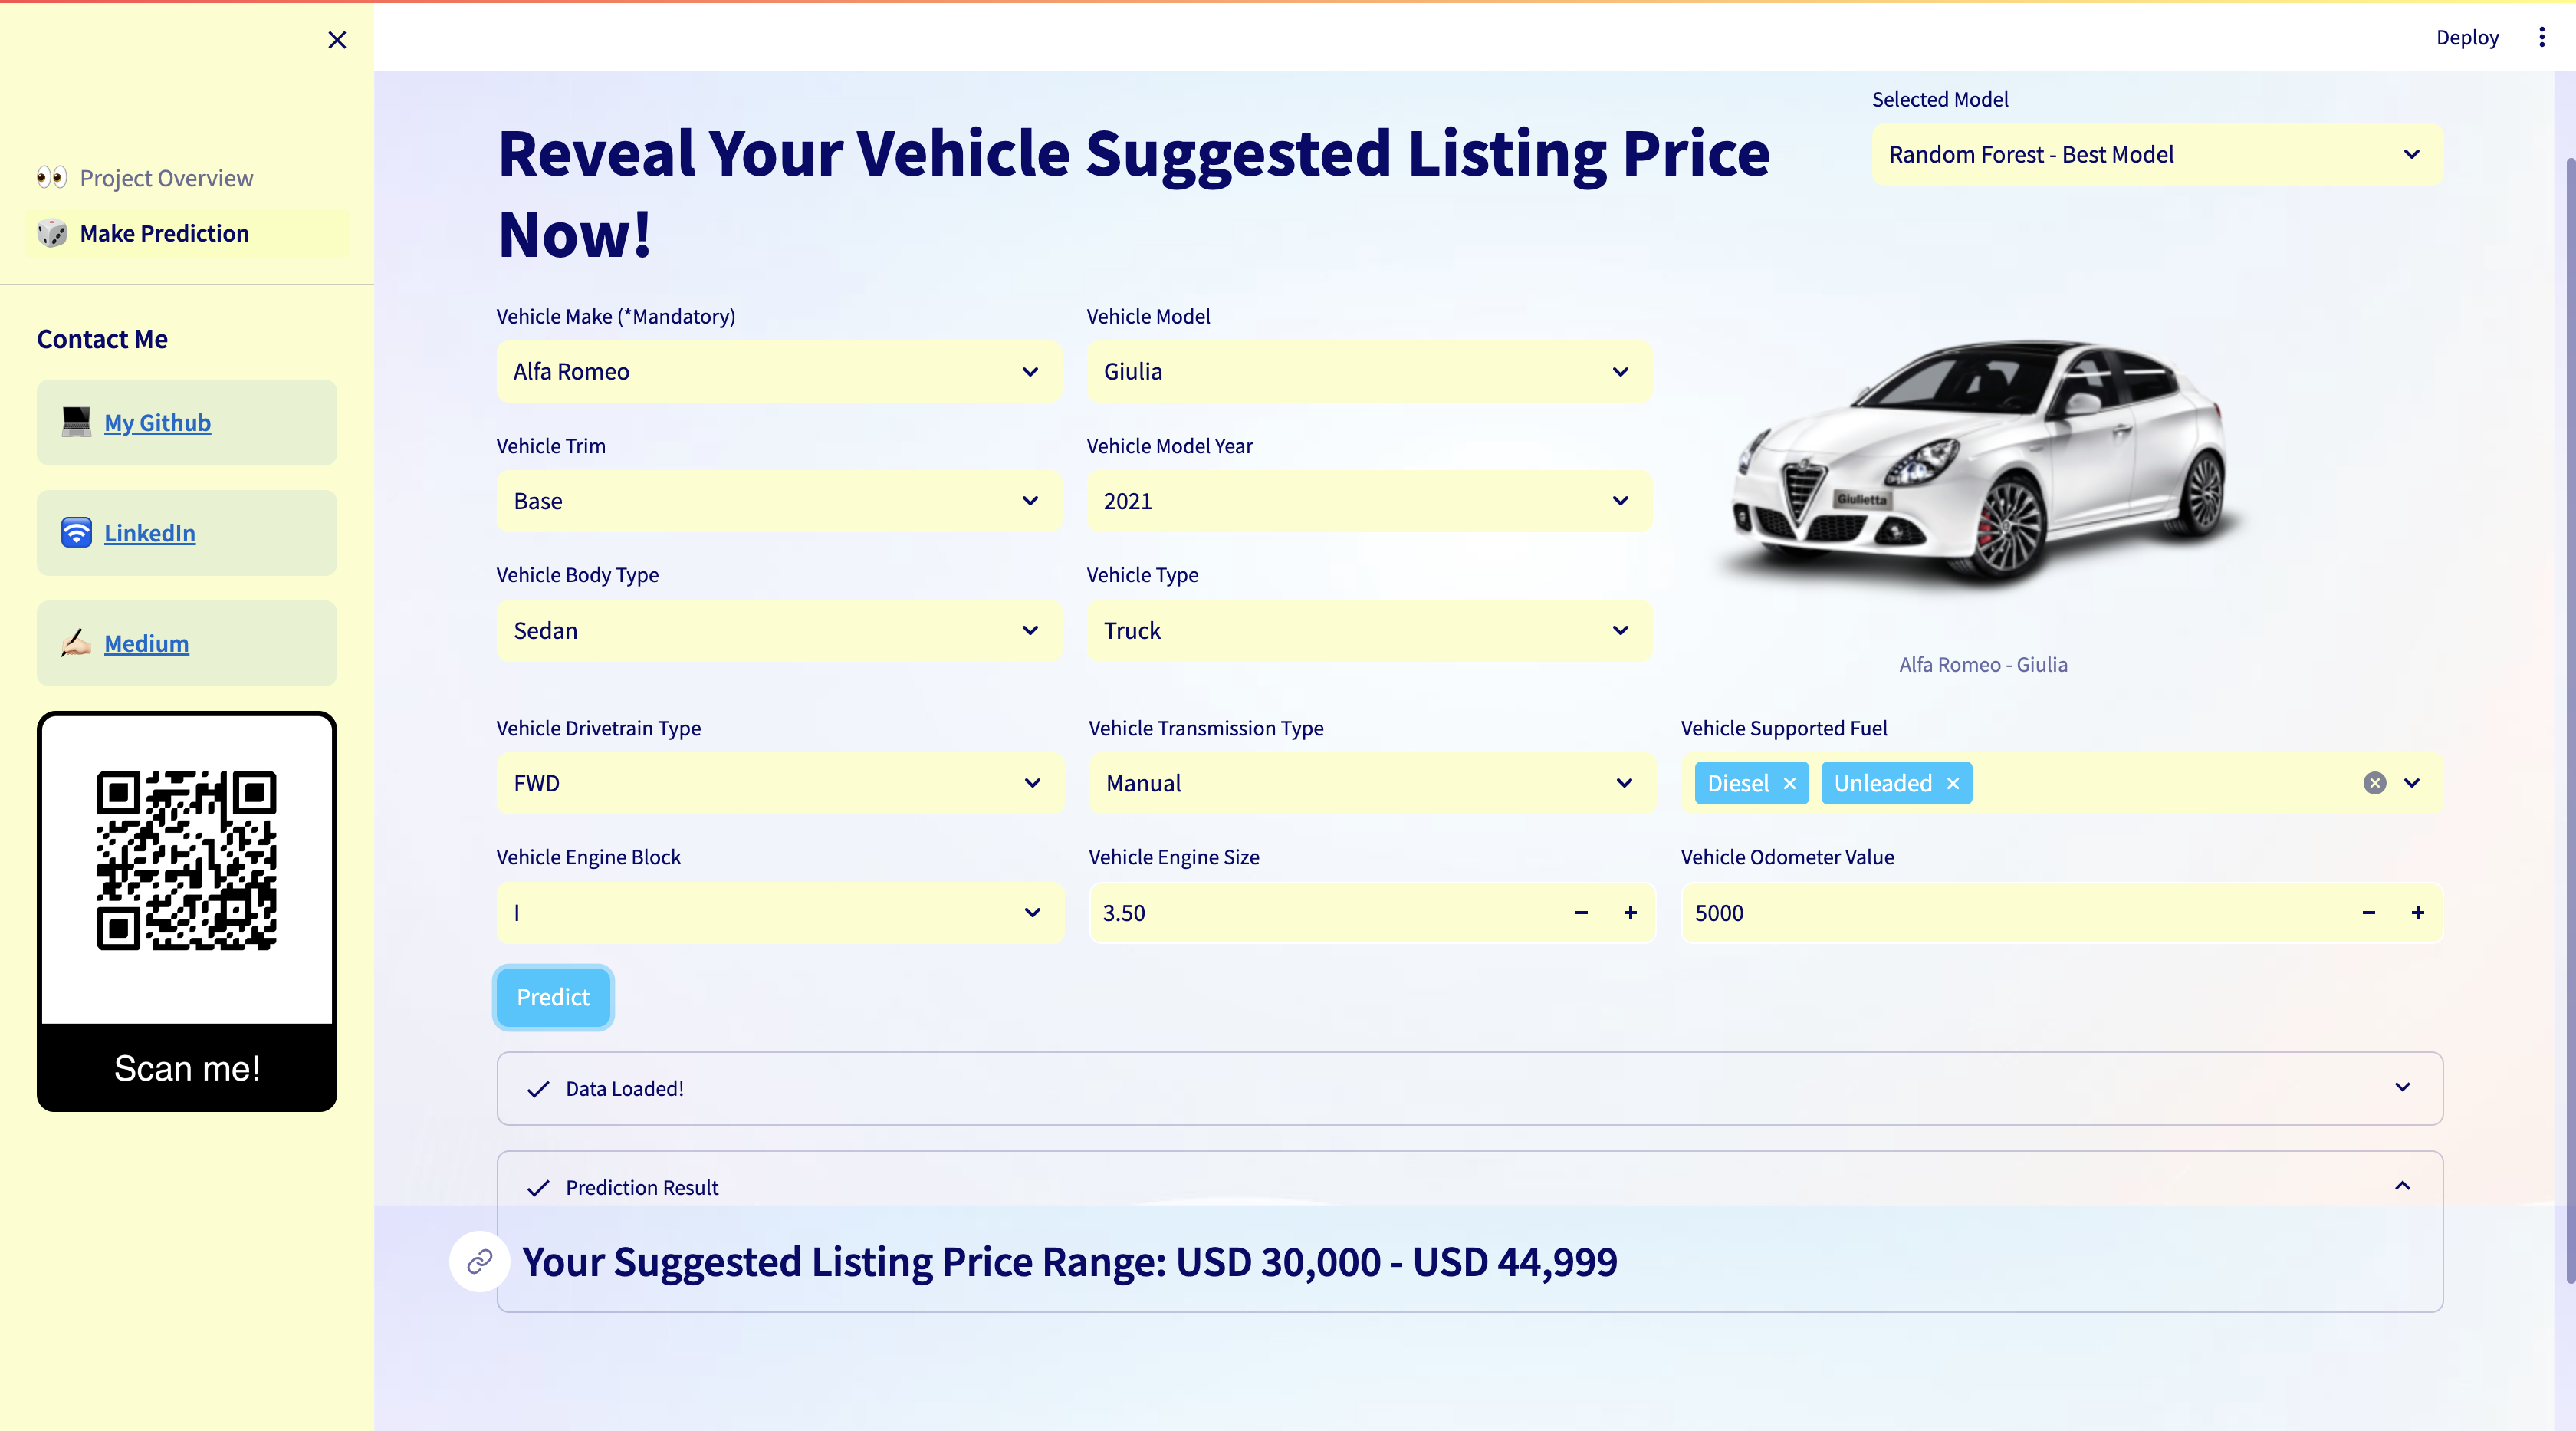 Deploy
Project Overview
Make Prediction
Contact Me
My Github
LinkedIn
Medium
Scan me!
Selected Model
Random Forest - Best Model
Reveal Your Vehicle Suggested Listing Price
Now!
Vehicle Make (*Mandatory)
Alfa Romeo
Vehicle Model
Giulia
Vehicle Trim
Base
Vehicle Model Year
2021
Vehicle Body Type
Sedan
Vehicle Type
Truck
Giulietta
Alfa Romeo - Giulia
Vehicle Drivetrain Type
FWD
Vehicle Transmission Type
Manual
Vehicle Supported Fuel
Diesel
Unleaded
Vehicle Engine Block
I
Vehicle Engine Size
3.50
Vehicle Odometer Value
5000
Predict
Data Loaded!
Prediction Result
Your Suggested Listing Price Range: USD 30,000 - USD 44,999